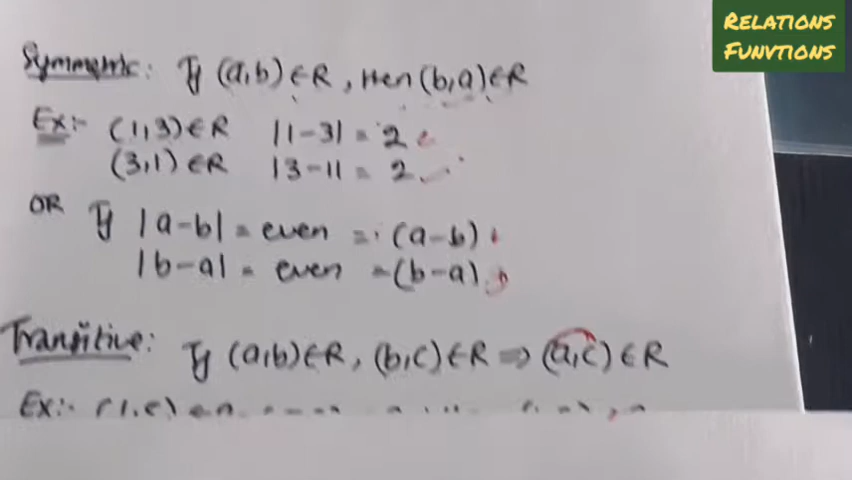 RELATIONS
FUNVTIONS
Symmetric: If (a,b) ∈ R, then (b,a) ∈ R
Ex:- (1,3) ∈ R |1-3| = 2
(3,1) ∈ R |3-1| = 2
OR If |a-b| = even = (a-b)
|b-a| = even = (b-a)
Transitive: If (a,b) ∈ R, (b,c) ∈ R ⇒ (a,c) ∈ R
Ex:-